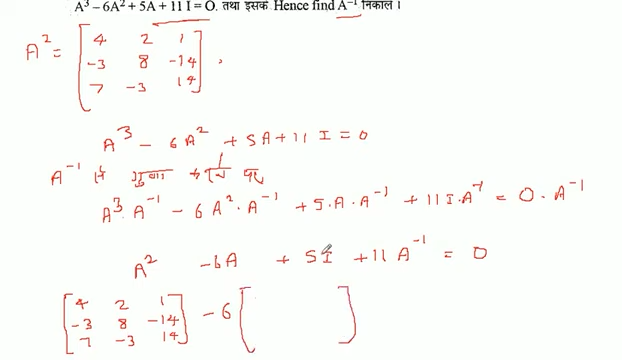 A³ – 6A² + 5A + 11 I = O. तथा इसक Hence find A⁻¹ निकाल ।
A² = [ 4 2 1
-3 8 -14
7 -3 14 ] ,
A³ - 6A² + 5A + 11 I = 0
A⁻¹ से गुणा करने पर
A³ A⁻¹ - 6A²·A⁻¹ + 5·A·A⁻¹ + 11 I·A⁻¹ = 0·A⁻¹
A² - 6A + 5I + 11A⁻¹ = 0
[ 4 2 1
-3 8 -14
7 -3 14 ] - 6 [ ]